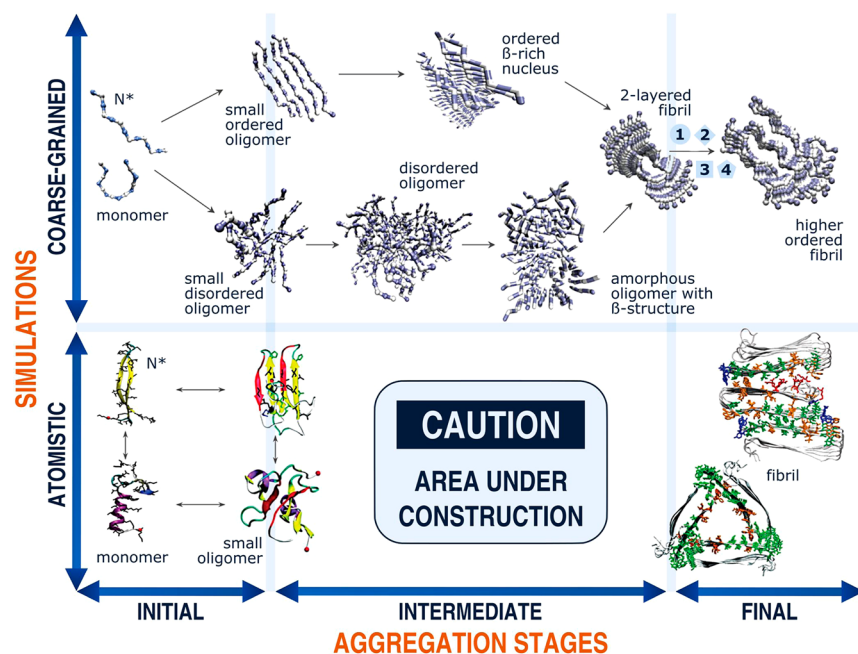 N*
monomer
small
ordered
oligomer
ordered
ß-rich
nucleus
2-layered
fibril
1 2
3 4
higher
ordered
fibril
small
disordered
oligomer
disordered
oligomer
amorphous
oligomer with
ß-structure
COARSE-GRAINED
SIMULATIONS
ATOMISTIC
N*
monomer
small
oligomer
CAUTION
AREA UNDER
CONSTRUCTION
fibril
INITIAL
INTERMEDIATE
FINAL
AGGREGATION STAGES